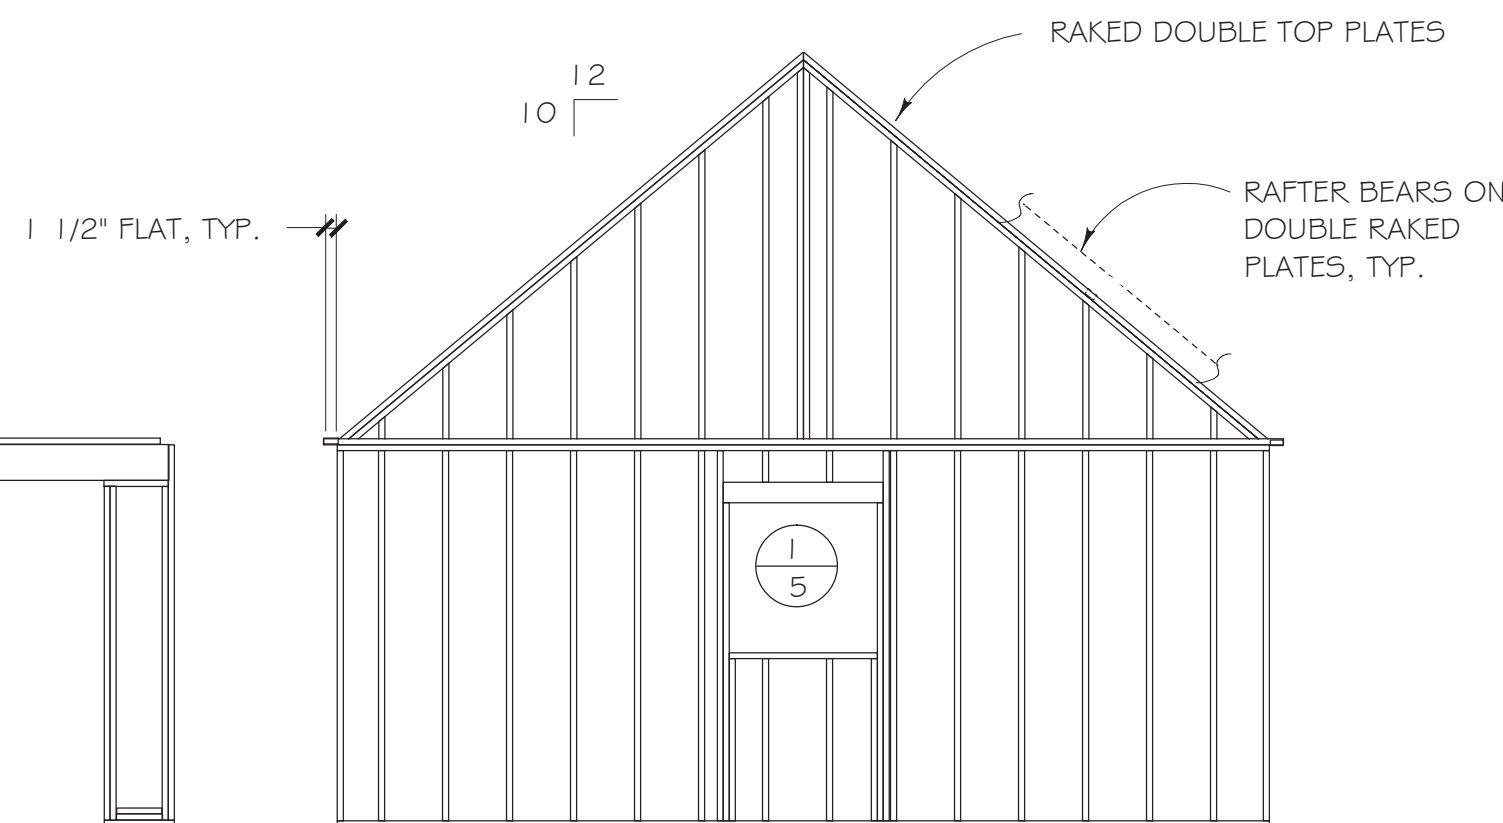 RAKED DOUBLE TOP PLATES
12
10
RAFTER BEARS ON
DOUBLE RAKED
PLATES, TYP.
1 1/2" FLAT, TYP.
1
5